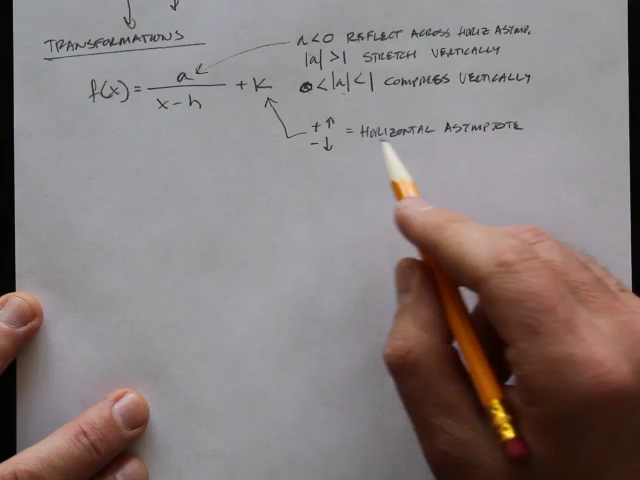 TRANSFORMATIONS
a<0 REFLECT ACROSS HORIZ ASYMP.
|a|>1 STRETCH VERTICALLY
0<|a|<1 COMPRESS VERTICALLY
f(x) = a/(x-h) + K
+↑ = HORIZONTAL ASYMPTOTE
-↓